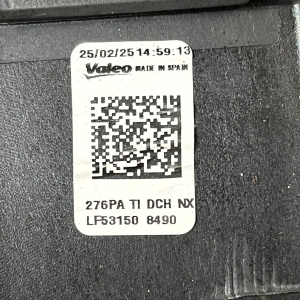 25/02/25 14:59:13
Valeo MADE IN SPAIN
276PA TI DCH NX
LF53150 8490